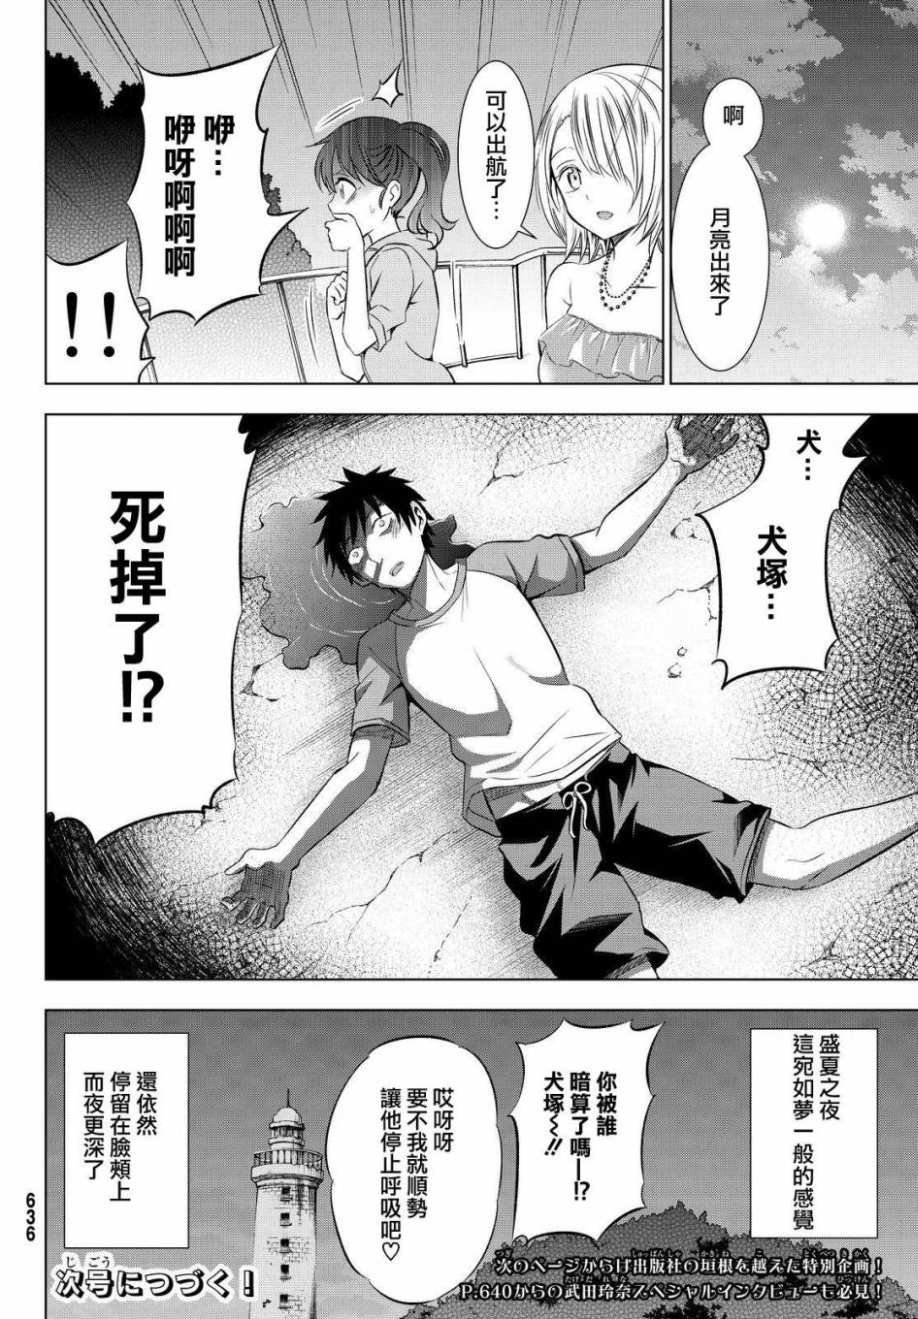 啊
月亮出來了
可以出航了…
咿…
咿呀啊啊啊
!!
犬…
犬塚…
死掉了!?
盛夏之夜
這宛如夢一般的感覺
你被誰
暗算了嗎—!?
犬塚〜!!
哎呀呀
要不我就順勢
讓他停止呼吸吧♡
還依然
停留在臉頰上
而夜更深了
次号につづく!
次のページからは出版社の垣根を越えた特別企画!
P.640からの武田玲奈スペシャルインタビューも必見!
636